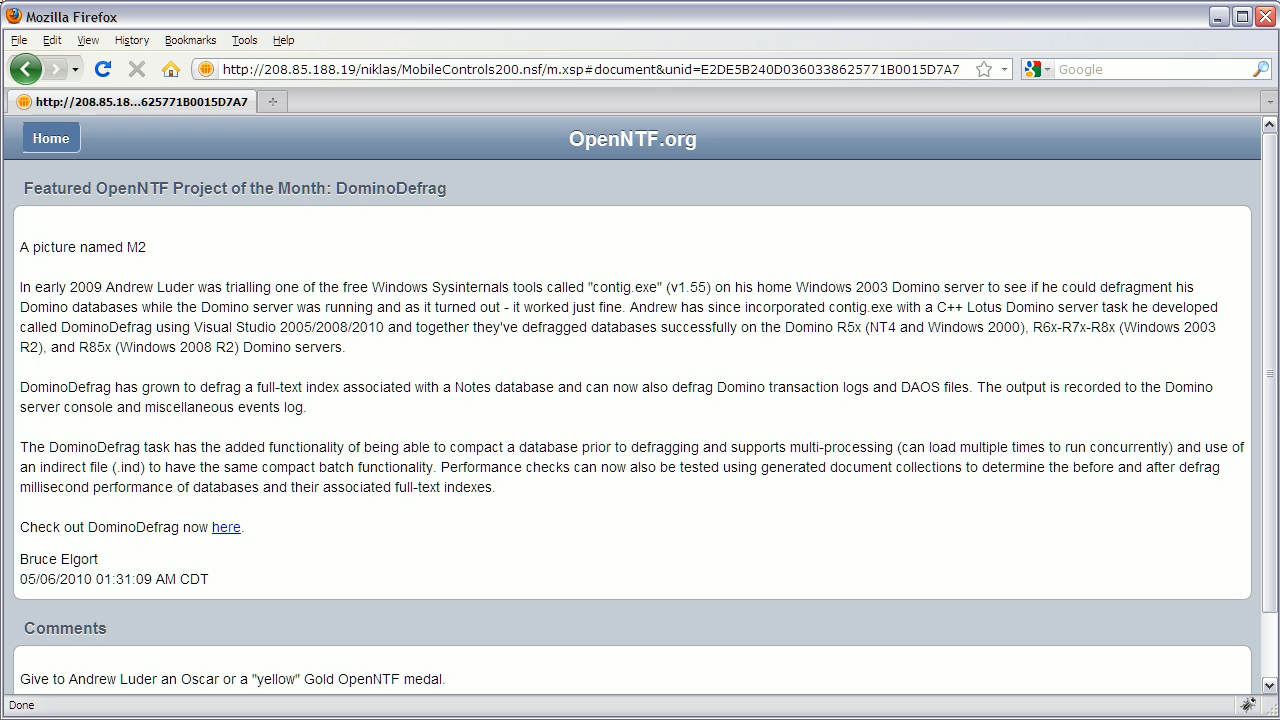 Mozilla Firefox
File Edit View History Bookmarks Tools Help
http://208.85.188.19/niklas/MobileControls200.nsf/m.xsp#document&unid=E2DE5B240D0360338625771B0015D7A7 Google
http://208.85.18...625771B0015D7A7
Home OpenNTF.org
Featured OpenNTF Project of the Month: DominoDefrag
A picture named M2
In early 2009 Andrew Luder was trialling one of the free Windows Sysinternals tools called "contig.exe" (v1.55) on his home Windows 2003 Domino server to see if he could defragment his
Domino databases while the Domino server was running and as it turned out - it worked just fine. Andrew has since incorporated contig.exe with a C++ Lotus Domino server task he developed
called DominoDefrag using Visual Studio 2005/2008/2010 and together they've defragged databases successfully on the Domino R5x (NT4 and Windows 2000), R6x-R7x-R8x (Windows 2003
R2), and R85x (Windows 2008 R2) Domino servers.
DominoDefrag has grown to defrag a full-text index associated with a Notes database and can now also defrag Domino transaction logs and DAOS files. The output is recorded to the Domino
server console and miscellaneous events log.
The DominoDefrag task has the added functionality of being able to compact a database prior to defragging and supports multi-processing (can load multiple times to run concurrently) and use of
an indirect file (.ind) to have the same compact batch functionality. Performance checks can now also be tested using generated document collections to determine the before and after defrag
millisecond performance of databases and their associated full-text indexes.
Check out DominoDefrag now here.
Bruce Elgort
05/06/2010 01:31:09 AM CDT
Comments
Give to Andrew Luder an Oscar or a "yellow" Gold OpenNTF medal.
Done